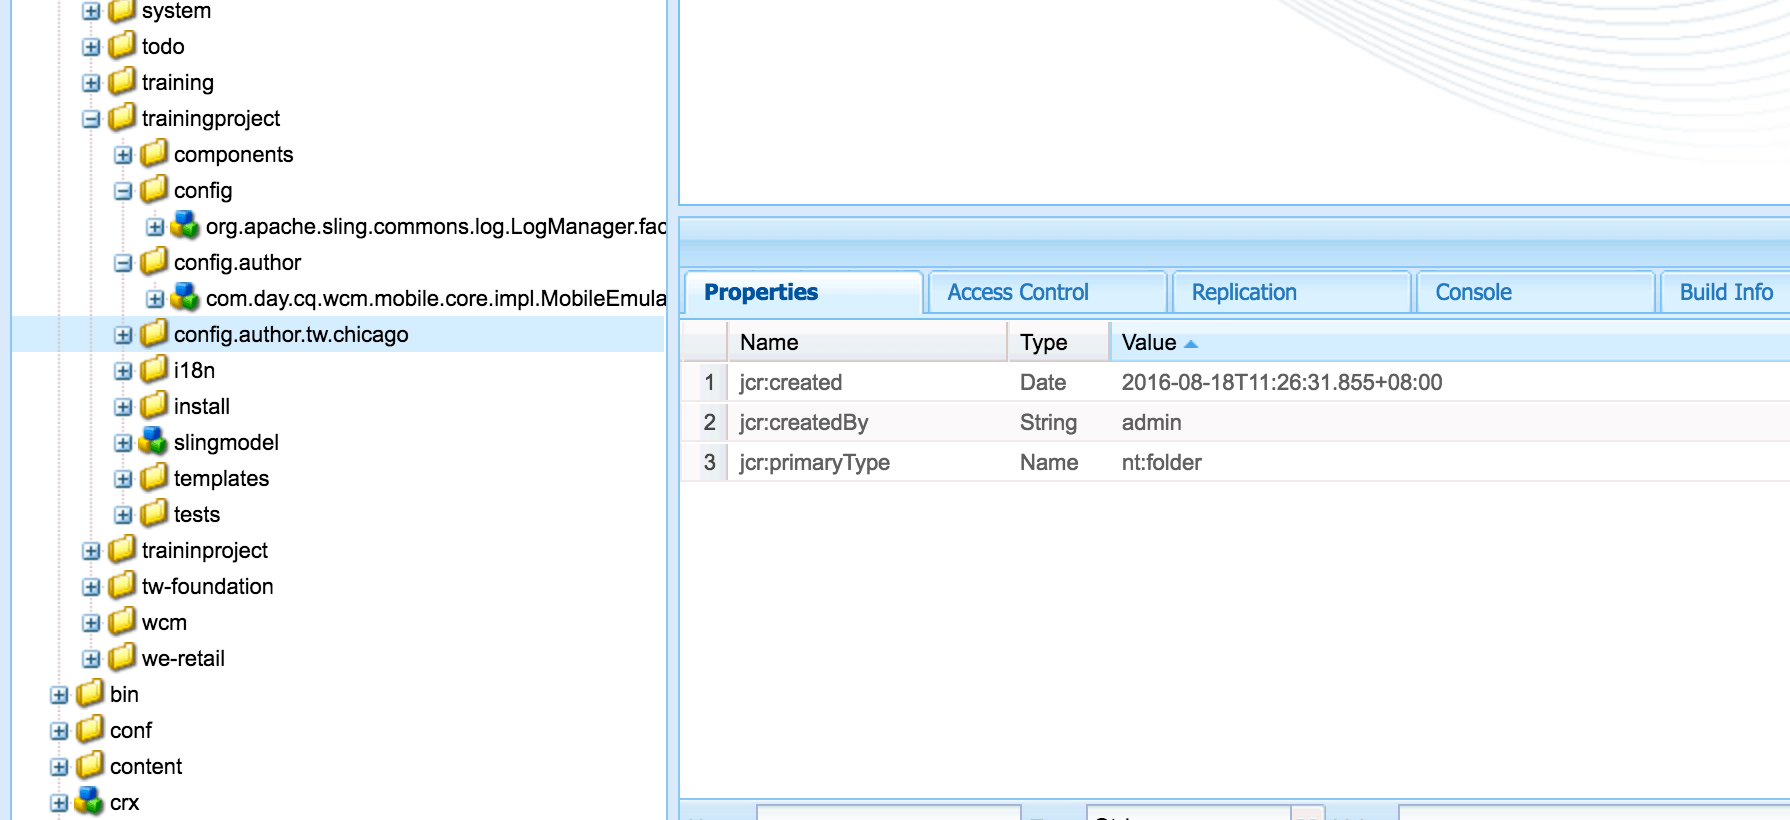 system
todo
training
trainingproject
components
config
org.apache.sling.commons.log.LogManager.fac
config.author
com.day.cq.wcm.mobile.core.impl.MobileEmula
config.author.tw.chicago
i18n
install
slingmodel
templates
tests
traininproject
tw-foundation
wcm
we-retail
bin
conf
content
crx
Properties Access Control Replication Console Build Info
Name Type Value
1 jcr:created Date 2016-08-18T11:26:31.855+08:00
2 jcr:createdBy String admin
3 jcr:primaryType Name nt:folder